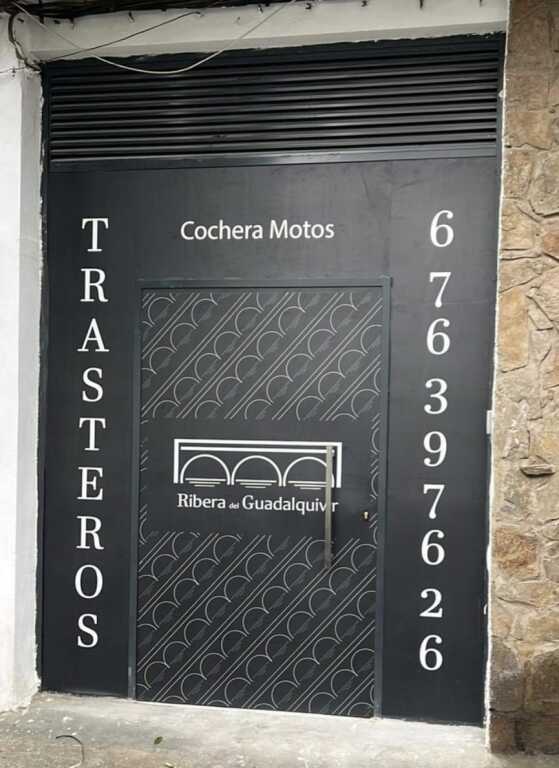 Cochera Motos
TRASTEROS
Ribera del Guadalquivir
676397626